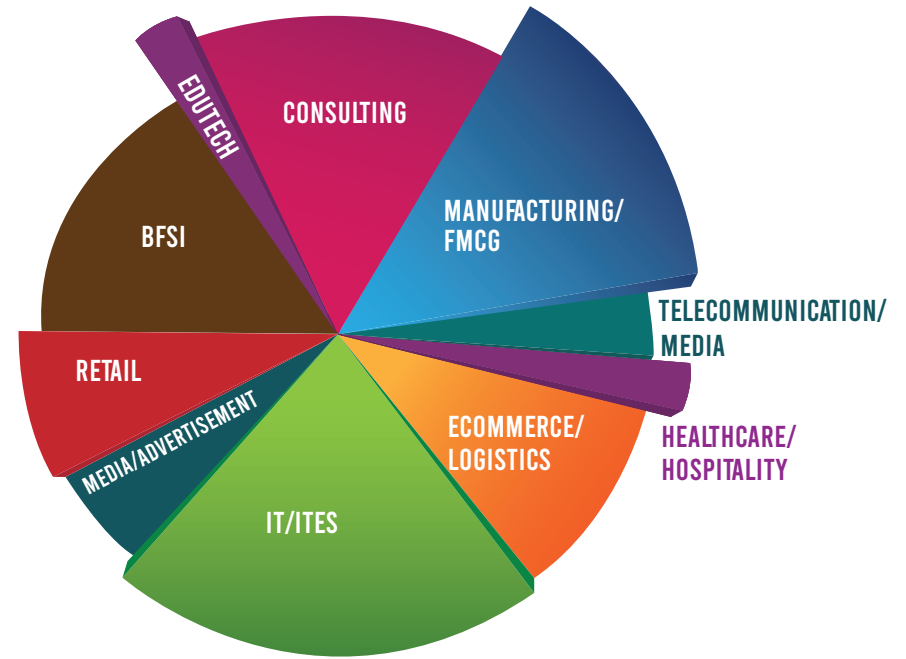 EDUTECH
CONSULTING
MANUFACTURING/
FMCG
BFSI
TELECOMMUNICATION/
MEDIA
RETAIL
MEDIA/ADVERTISEMENT
ECOMMERCE/
LOGISTICS
HEALTHCARE/
HOSPITALITY
IT/ITES